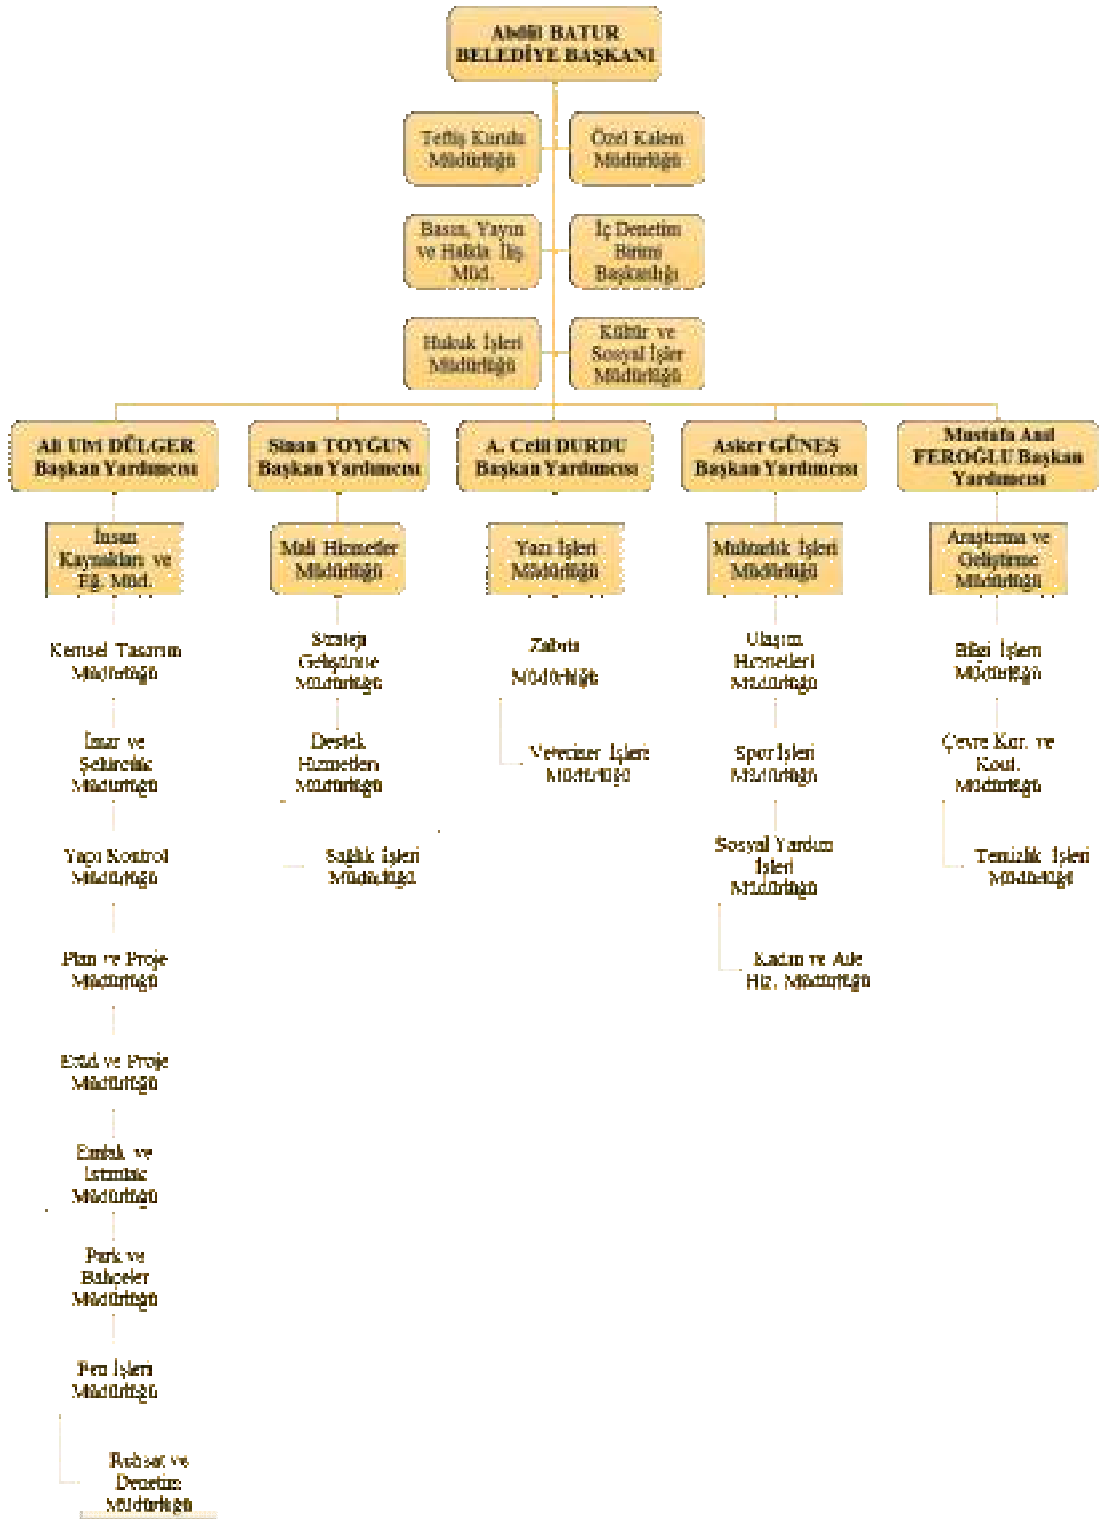 Abdül BATUR
BELEDİYE BAŞKANI
Teftiş Kurulu
Müdürlüğü
Özel Kalem
Müdürlüğü
Basın, Yayın
ve Halkla İliş.
Müd.
İç Denetim
Birimi
Başkanlığı
Hukuk İşleri
Müdürlüğü
Kültür ve
Sosyal İşler
Müdürlüğü
Ali Ulvi DÜLGER
Başkan Yardımcısı
Sinan TOYGUN
Başkan Yardımcısı
A. Celil DURDU
Başkan Yardımcısı
Asker GÜNEŞ
Başkan Yardımcısı
Mustafa Anıl
FEROĞLU Başkan
Yardımcısı
İnsan
Kaynakları ve
Eğ. Müd.
Kentsel Tasarım
Müdürlüğü
İmar ve
Şehircilik
Müdürlüğü
Yapı Kontrol
Müdürlüğü
Plan ve Proje
Müdürlüğü
Etüd ve Proje
Müdürlüğü
Emlak ve
İstimlak
Müdürlüğü
Park ve
Bahçeler
Müdürlüğü
Fen İşleri
Müdürlüğü
Ruhsat ve
Denetim
Müdürlüğü
Mali Hizmetler
Müdürlüğü
Strateji
Geliştirme
Müdürlüğü
Destek
Hizmetleri
Müdürlüğü
Sağlık İşleri
Müdürlüğü
Yazı İşleri
Müdürlüğü
Zabıta
Müdürlüğü
Veteriner İşleri
Müdürlüğü
Muhtarlık İşleri
Müdürlüğü
Ulaşım
Hizmetleri
Müdürlüğü
Spor İşleri
Müdürlüğü
Sosyal Yardım
İşleri
Müdürlüğü
Kadın ve Aile
Hiz. Müdürlüğü
Araştırma ve
Geliştirme
Müdürlüğü
Bilgi İşlem
Müdürlüğü
Çevre Kor. ve
Kont.
Müdürlüğü
Temizlik İşleri
Müdürlüğü